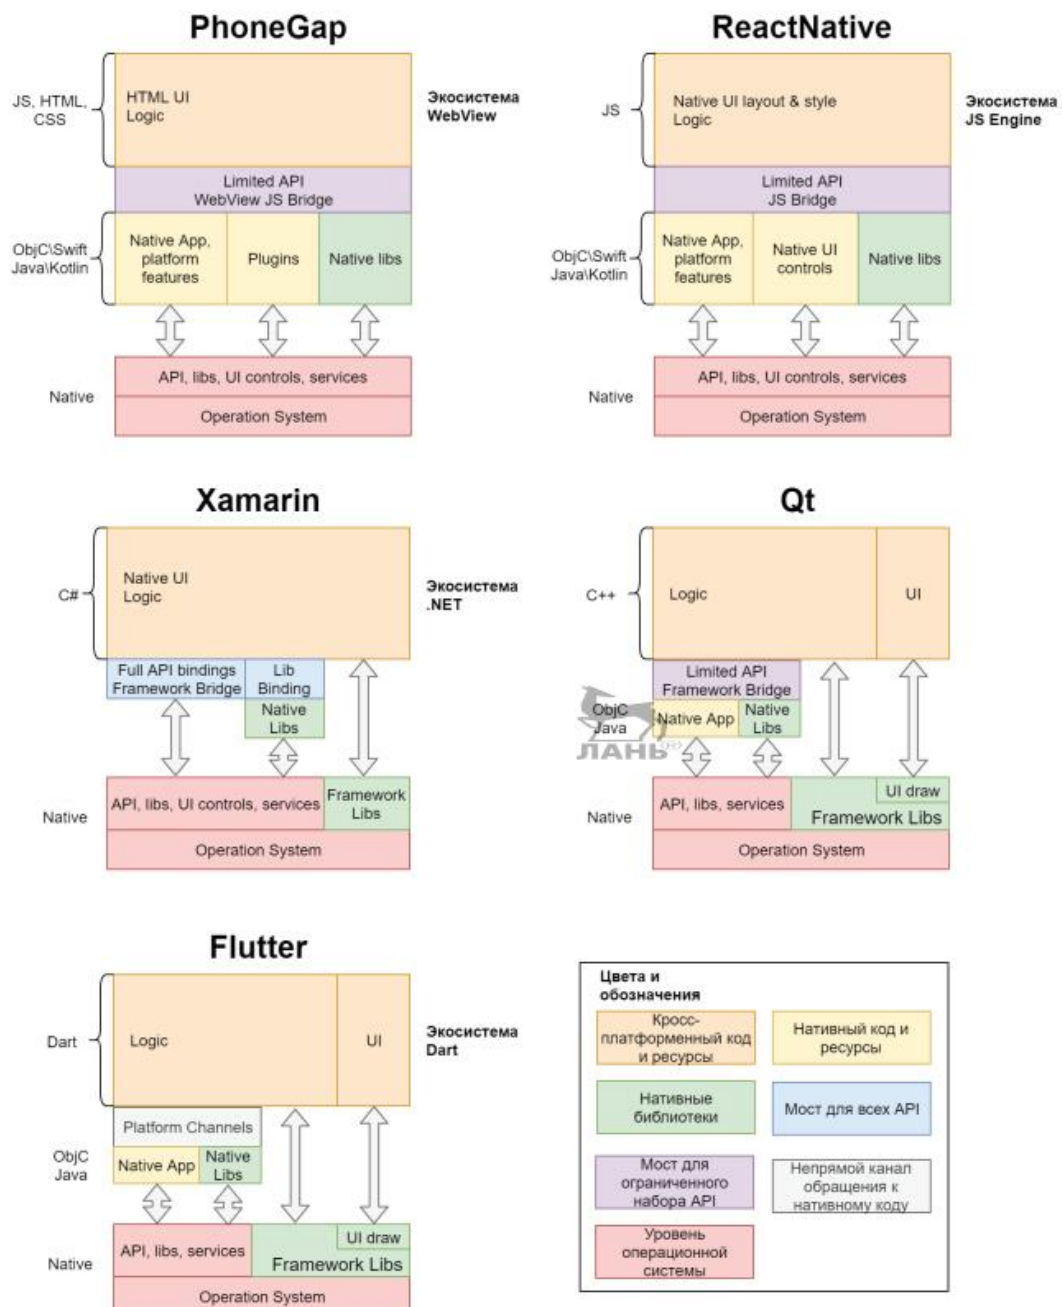 PhoneGap
JS, HTML,
CSS
HTML UI
Logic
Экосистема
WebView
Limited API
WebView JS Bridge
ObjC\Swift
Java\Kotlin
Native App,
platform
features
Plugins
Native libs
Native
API, libs, UI controls, services
Operation System
ReactNative
JS
Native UI layout & style
Logic
Экосистема
JS Engine
Limited API
JS Bridge
ObjC\Swift
Java\Kotlin
Native App,
platform
features
Native UI
controls
Native libs
Native
API, libs, UI controls, services
Operation System
Xamarin
C#
Native UI
Logic
Экосистема
.NET
Full API bindings
Framework Bridge
Lib
Binding
Native
Libs
Native
API, libs, UI controls, services
Framework
Libs
Operation System
Qt
C++
Logic
UI
Limited API
Framework Bridge
ObjC
Java
Native App
Native
Libs
ЛАНЬ®
Native
API, libs, services
UI draw
Framework Libs
Operation System
Flutter
Dart
Logic
UI
Экосистема
Dart
Platform Channels
ObjC
Java
Native App
Native
Libs
Native
API, libs, services
UI draw
Framework Libs
Operation System
Цвета и
обозначения
Кросс-
платформенный код
и ресурсы
Нативный код и
ресурсы
Нативные
библиотеки
Мост для всех API
Мост для
ограниченного
набора API
Непрямой канал
обращения к
нативному коду
Уровень
операционной
системы